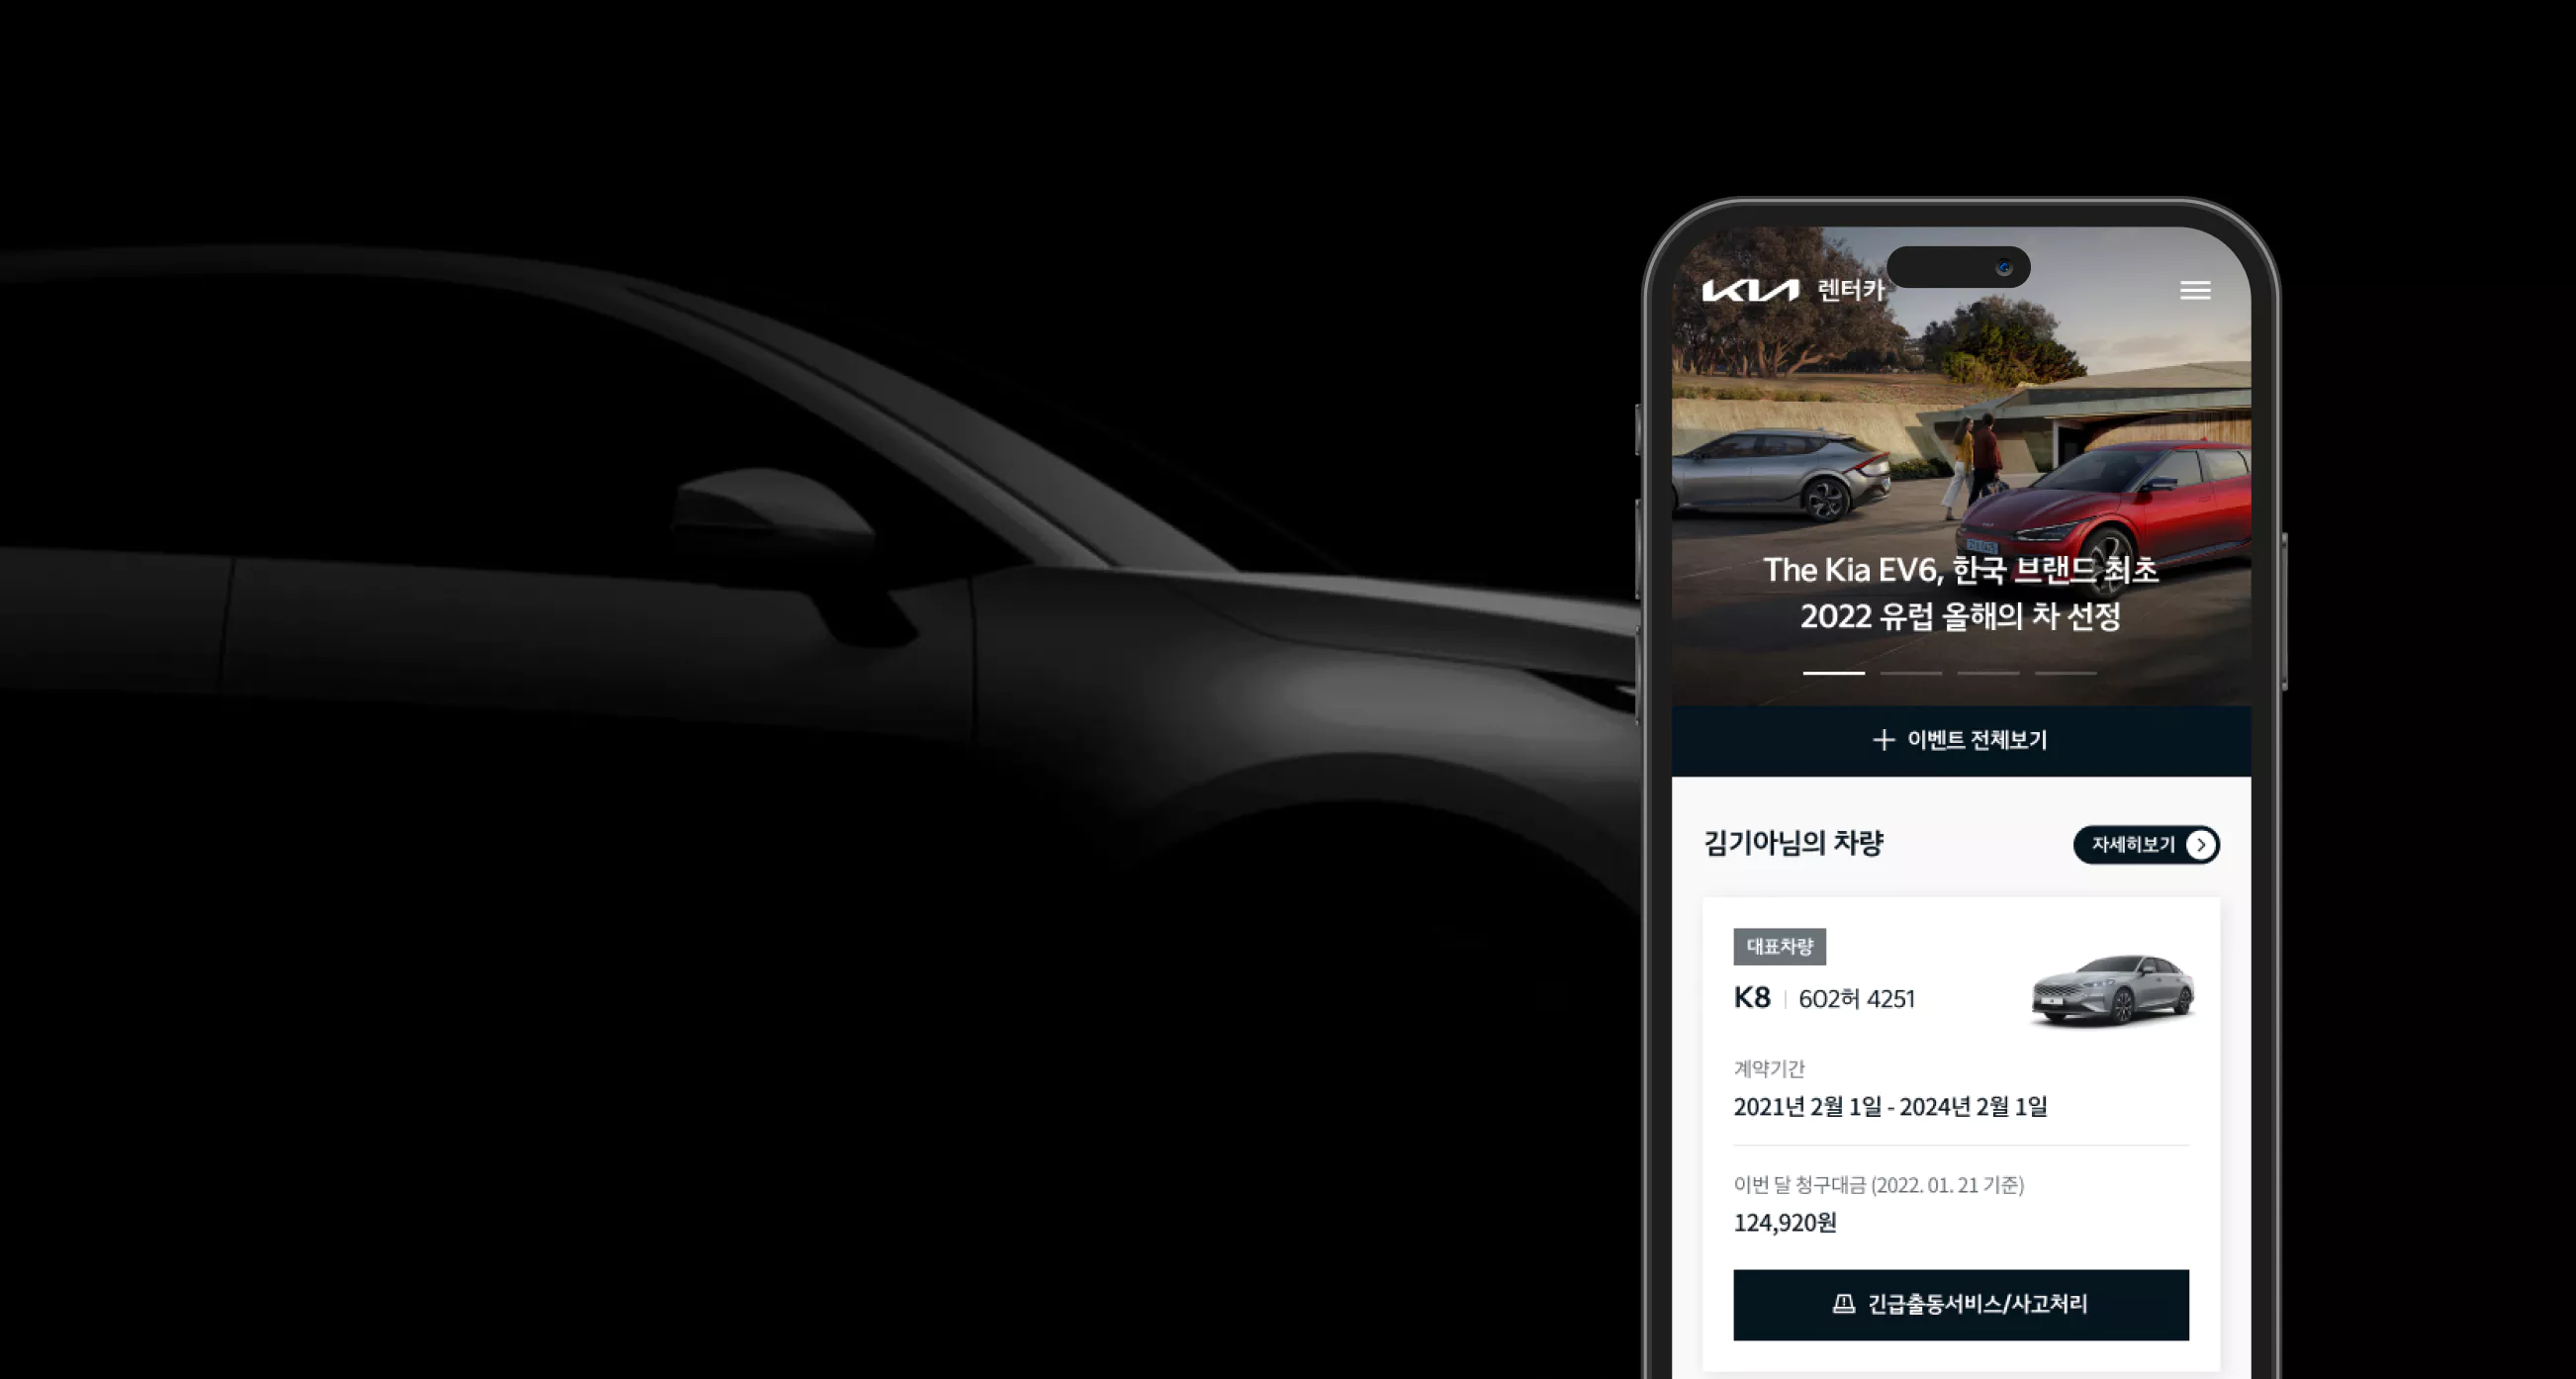 KIA 렌터카
The Kia EV6, 한국 브랜드 최초
2022 유럽 올해의 차 선정
이벤트 전체보기
김기아님의 차량
자세히보기
대표차량
K8 | 602허 4251
계약기간
2021년 2월 1일 - 2024년 2월 1일
이번 달 청구대금 (2022. 01. 21 기준)
124,920원
긴급출동서비스/사고처리